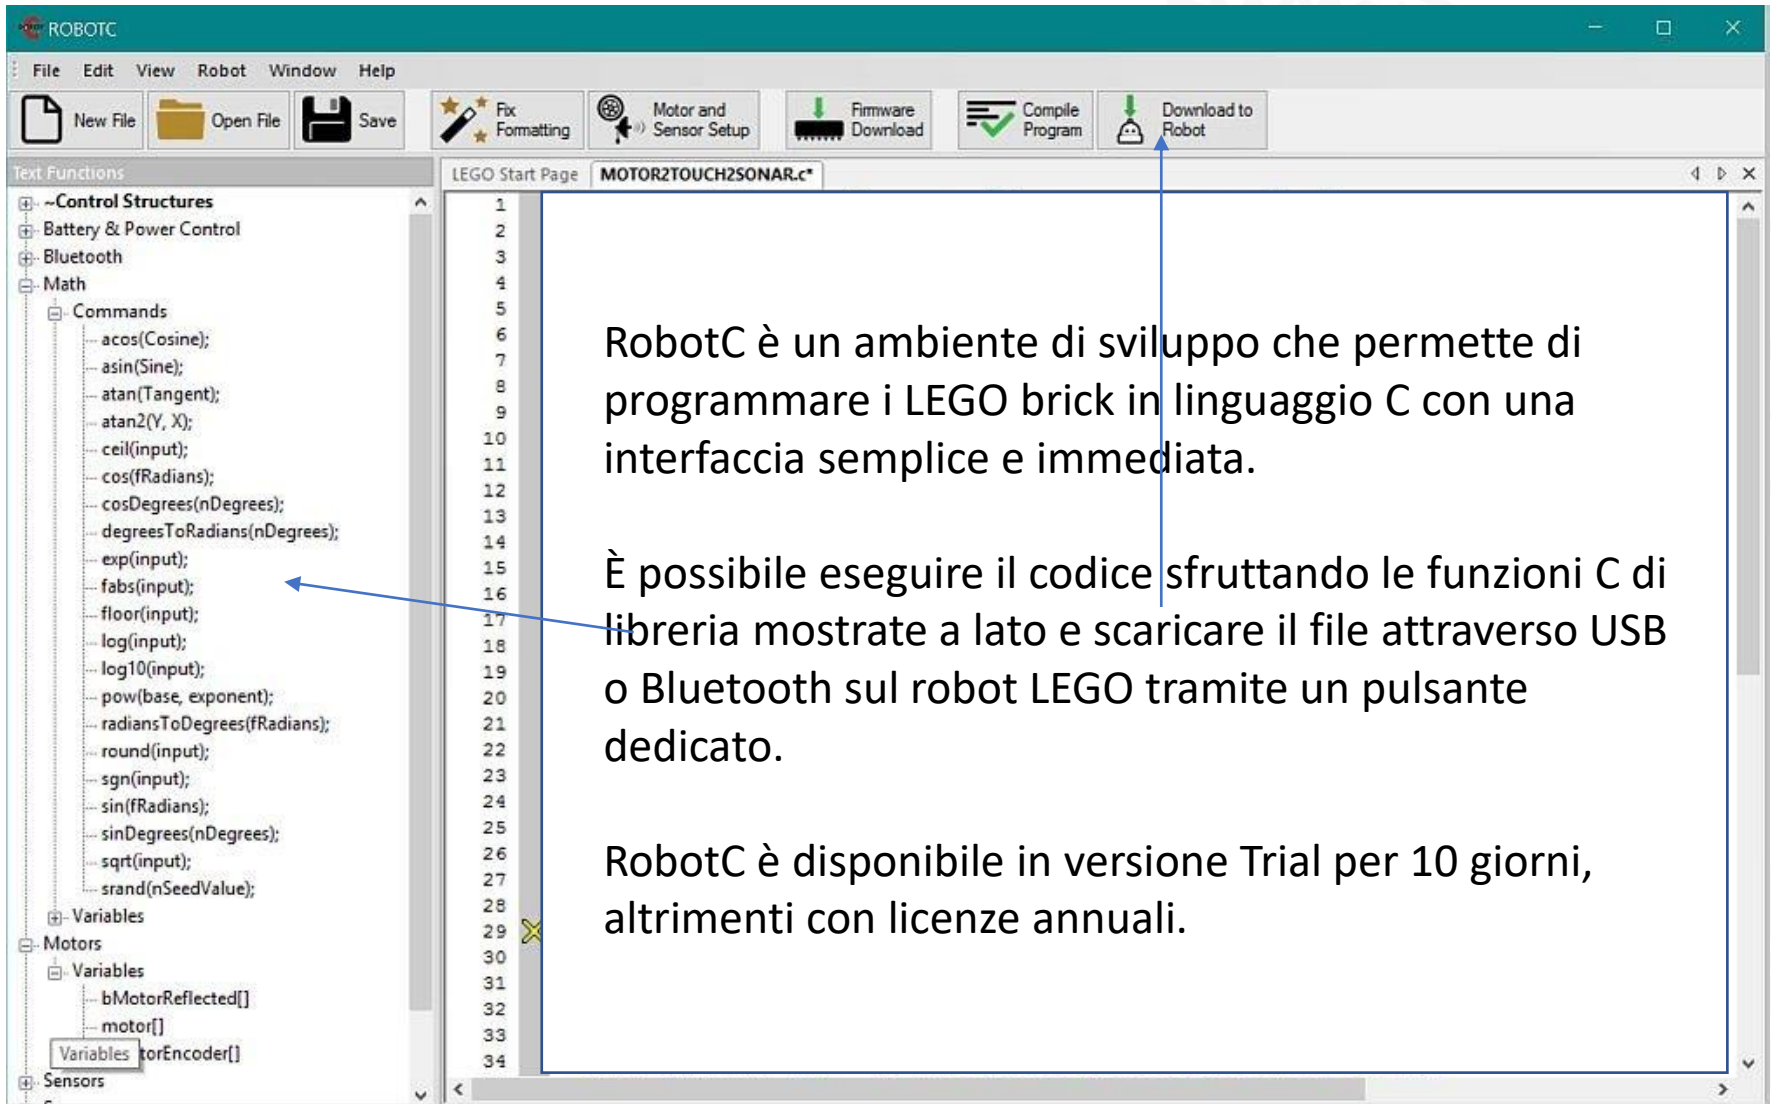 ROBOTC
File Edit View Robot Window Help
New File Open File Save Fix Formatting Motor and Sensor Setup Firmware Download Compile Program Download to Robot
Text Functions
~Control Structures
Battery & Power Control
Bluetooth
Math
Commands
acos(Cosine);
asin(Sine);
atan(Tangent);
atan2(Y, X);
ceil(input);
cos(fRadians);
cosDegrees(nDegrees);
degreesToRadians(nDegrees);
exp(input);
fabs(input);
floor(input);
log(input);
log10(input);
pow(base, exponent);
radiansToDegrees(fRadians);
round(input);
sgn(input);
sin(fRadians);
sinDegrees(nDegrees);
sqrt(input);
srand(nSeedValue);
Variables
Motors
Variables
bMotorReflected[]
motor[]
Variables torEncoder[]
Sensors
LEGO Start Page MOTOR2TOUCH2SONAR.c*
1
2
3
4
5
6
7
8
9
10
11
12
13
14
15
16
17
18
19
20
21
22
23
24
25
26
27
28
29
30
31
32
33
34
RobotC è un ambiente di sviluppo che permette di
programmare i LEGO brick in linguaggio C con una
interfaccia semplice e immediata.
È possibile eseguire il codice sfruttando le funzioni C di
libreria mostrate a lato e scaricare il file attraverso USB
o Bluetooth sul robot LEGO tramite un pulsante
dedicato.
RobotC è disponibile in versione Trial per 10 giorni,
altrimenti con licenze annuali.